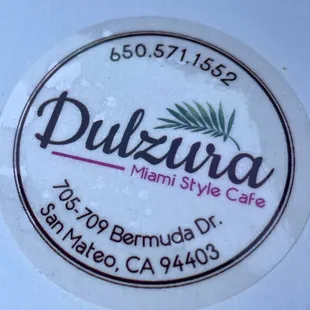 650.571.1552
Dulzura
Miami Style Cafe
705-709 Bermuda Dr.
San Mateo, CA 94403